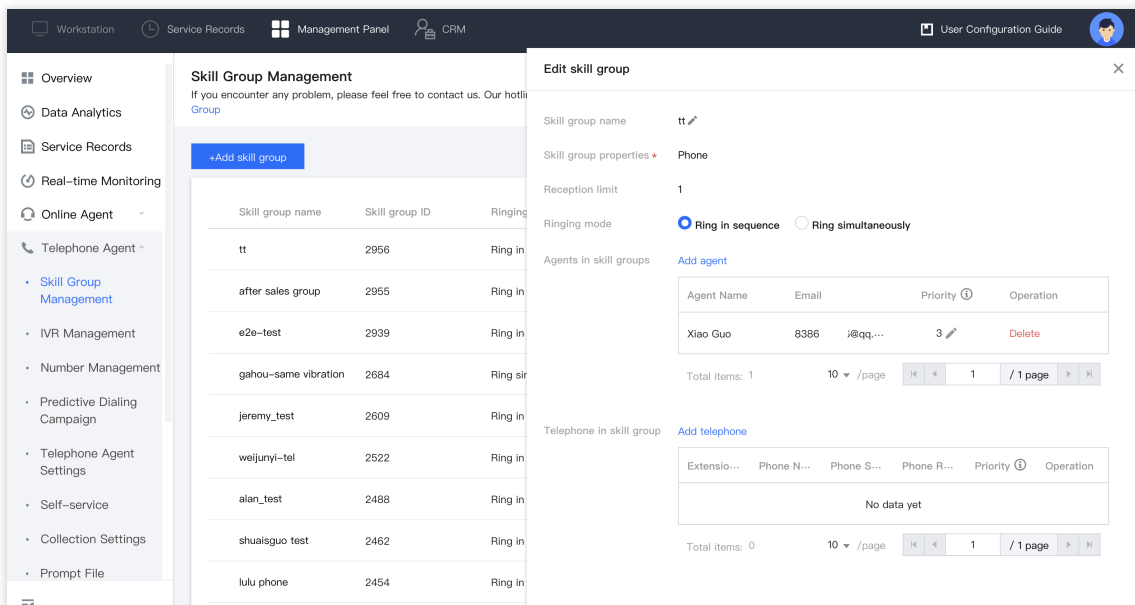 Workstation
Service Records
Management Panel
CRM
User Configuration Guide
Overview
Data Analytics
Service Records
Real-time Monitoring
Online Agent
Telephone Agent
Skill Group
Management
IVR Management
Number Management
Predictive Dialing
Campaign
Telephone Agent
Settings
Self-service
Collection Settings
Prompt File
Skill Group Management
If you encounter any problem, please feel free to contact us. Our
Group
+Add skill group
Skill group name Skill group ID Ringing
tt 2956 Ring in
after sales group 2955 Ring in
e2e-test 2939 Ring in
gahou-same vibration 2684 Ring
jeremy_test 2609 Ring in
weijunyi-tel 2522 Ring in
alan_test 2488 Ring in
shuaisguo test 2462 Ring in
lulu phone 2454 Ring in
Edit skill group
Skill group name tt
Skill group properties * Phone
Reception limit 1
Ringing mode Ring in sequence Ring simultaneously
Agents in skill groups Add agent
Agent Name Email Priority Operation
Xiao Guo 8386 @qq.... 3 Delete
Total items: 1 10 /page 1 / 1 page
Telephone in skill group Add telephone
Extensio... Phone N... Phone S... Phone R... Priority Operation
No data yet
Total items: 0 10 /page 1 / 1 page